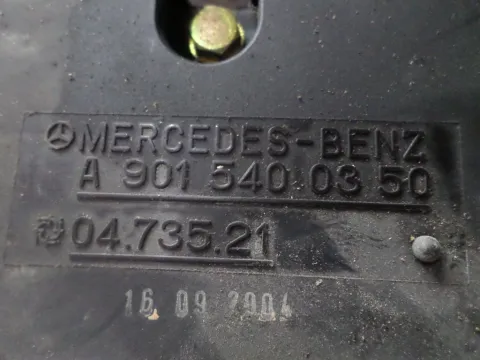 MERCEDES-BENZ
A 901 540 03 50
04.735.21
16 09 2004